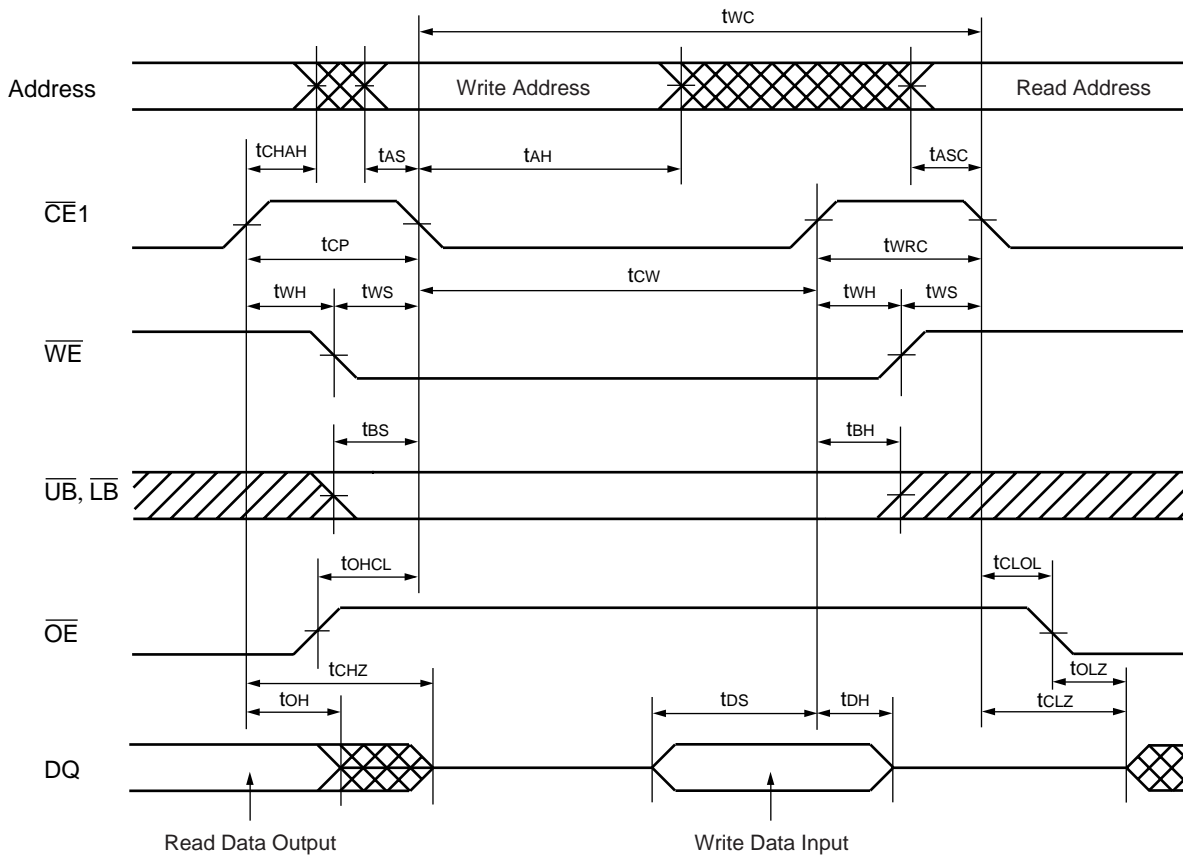 tWC
Address
Write Address
Read Address
tCHAH
tAS
tAH
tASC
CE1
tCP
tWRC
tCW
tWH
tWS
tWH
tWS
WE
tBS
tBH
UB, LB
tOHCL
tCLOL
OE
tCHZ
tOLZ
tOH
tDS
tDH
tCLZ
DQ
Read Data Output
Write Data Input